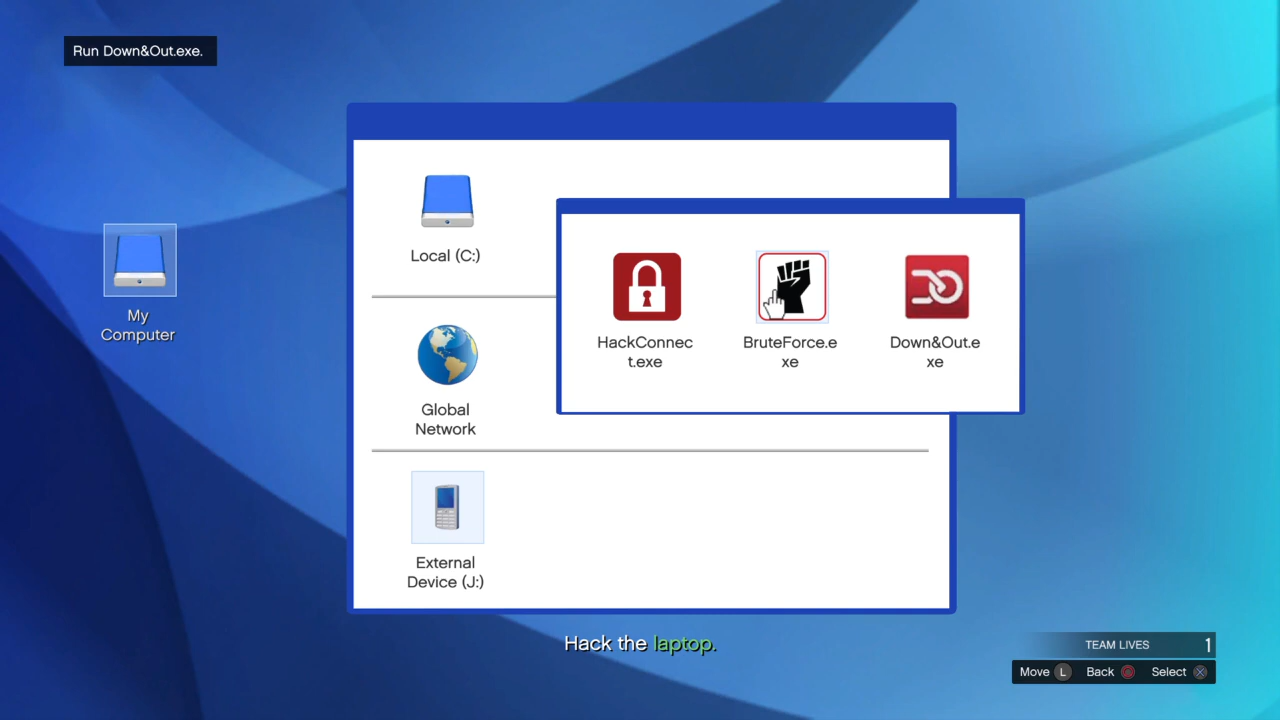 Run Down&Out.exe.
Local (C:)
HackConnec
t.exe
BruteForce.e
xe
Down&Out.e
xe
My
Computer
Global
Network
External
Device (J:)
Hack the laptop.
TEAM LIVES 1
Move L Back Select